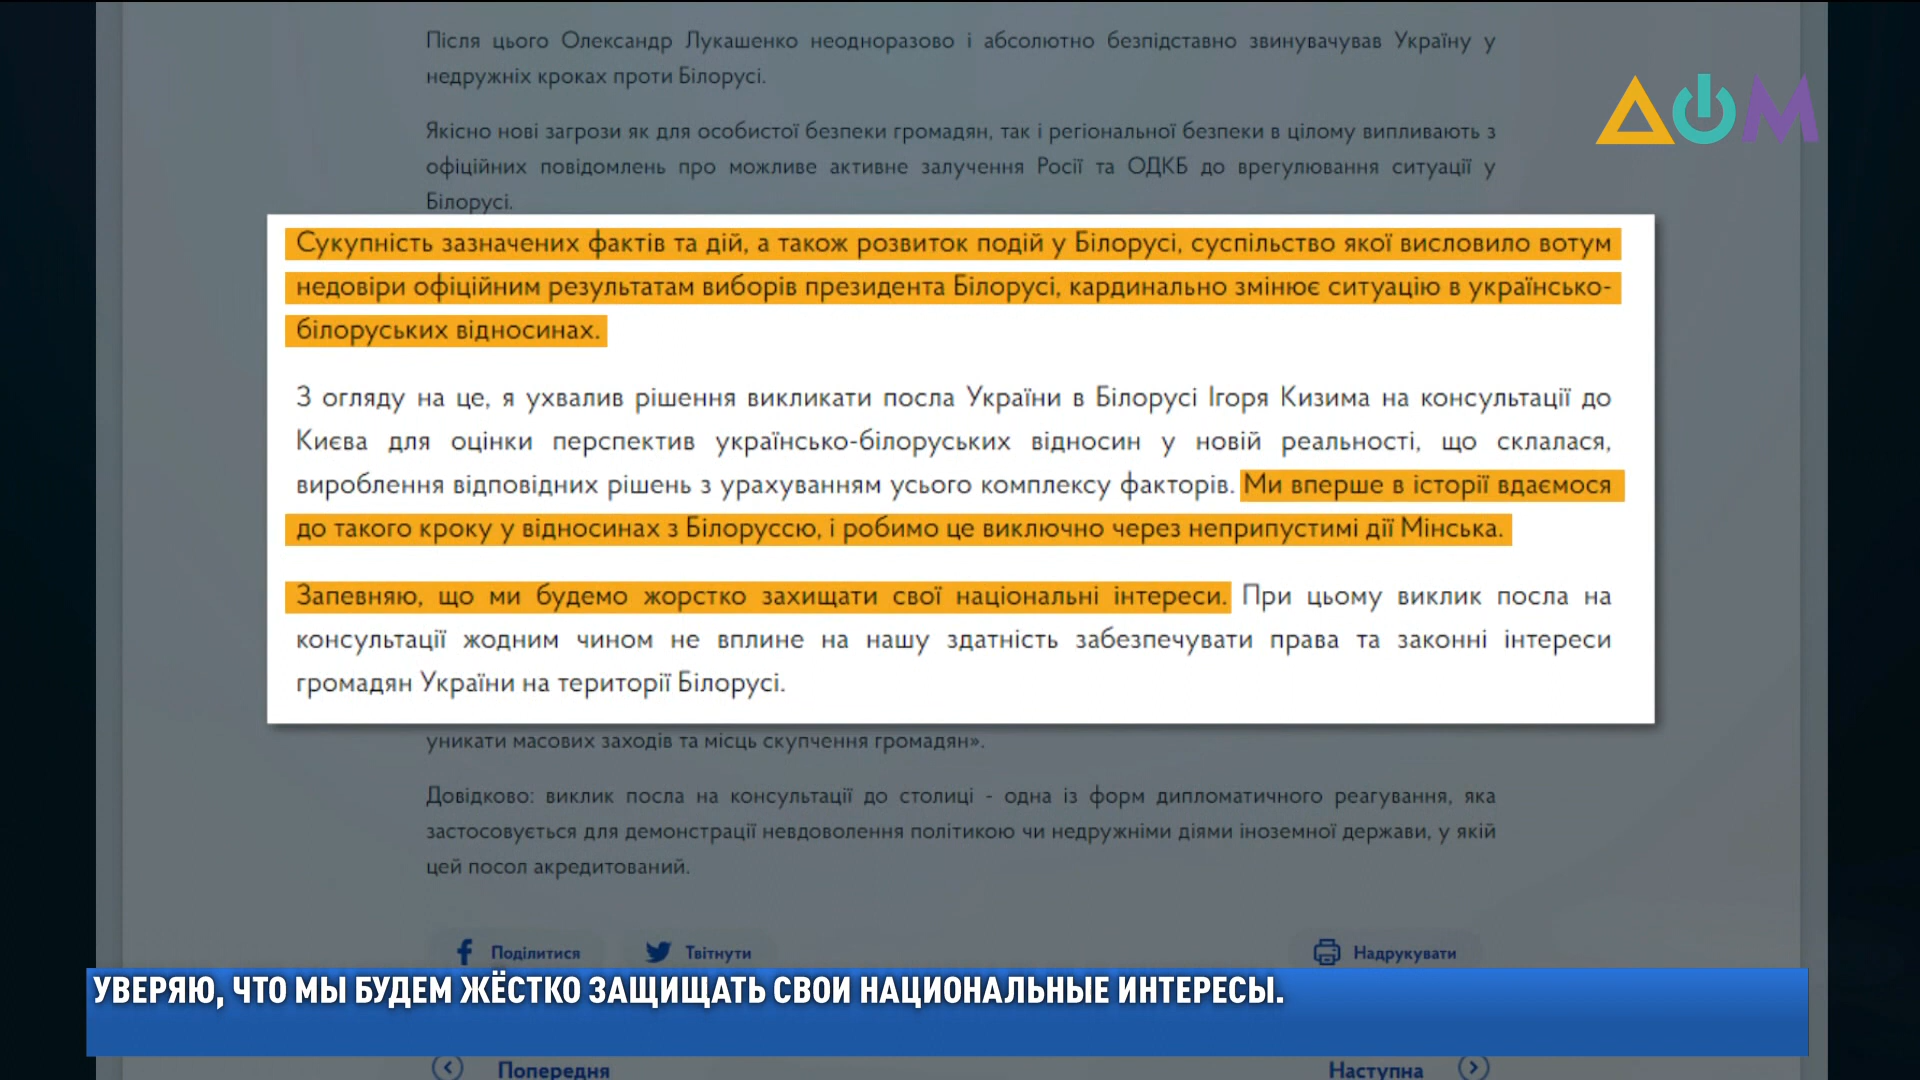 Після цього Олександр Лукашенко неодноразово і абсолютно безпідставно звинувачував Україну у
недружніх кроках проти Білорусі.
ДОМ
Якісно нові загрози як для особистої безпеки громадян, так і регіональної безпеки в цілому випливають з
офіційних повідомлень про можливе активне залучення Росії та ОДКБ до врегулювання ситуації у
Білорусі.
Сукупність зазначених фактів та дій, а також розвиток подій у Білорусі, суспільство якої висловило вотум
недовіри офіційним результатам виборів президента Білорусі, кардинально змінює ситуацію в українсько-
білоруських відносинах.
З огляду на це, я ухвалив рішення викликати посла України в Білорусі Ігоря Кизима на консультації до
Києва для оцінки перспектив українсько-білоруських відносин у новій реальності, що склалася,
вироблення відповідних рішень з урахуванням усього комплексу факторів. Ми вперше в історії вдаємося
до такого кроку у відносинах з Білоруссю, і робимо це виключно через неприпустимі дії Мінська.
Запевняю, що ми будемо жорстко захищати свої національні інтереси. При цьому виклик посла на
консультації жодним чином не вплине на нашу здатність забезпечувати права та законні інтереси
громадян України на території Білорусі.
уникати масових заходів та місць скупчення громадян».
Довідково: виклик посла на консультації до столиці - одна із форм дипломатичного реагування, яка
застосовується для демонстрації невдоволення політикою чи недружніми діями іноземної держави, у якій
цей посол акредитований.
Поділитися Твітнути Надрукувати
УВЕРЯЮ, ЧТО МЫ БУДЕМ ЖЁСТКО ЗАЩИЩАТЬ СВОИ НАЦИОНАЛЬНЫЕ ИНТЕРЕСЫ.
Попередня Наступна